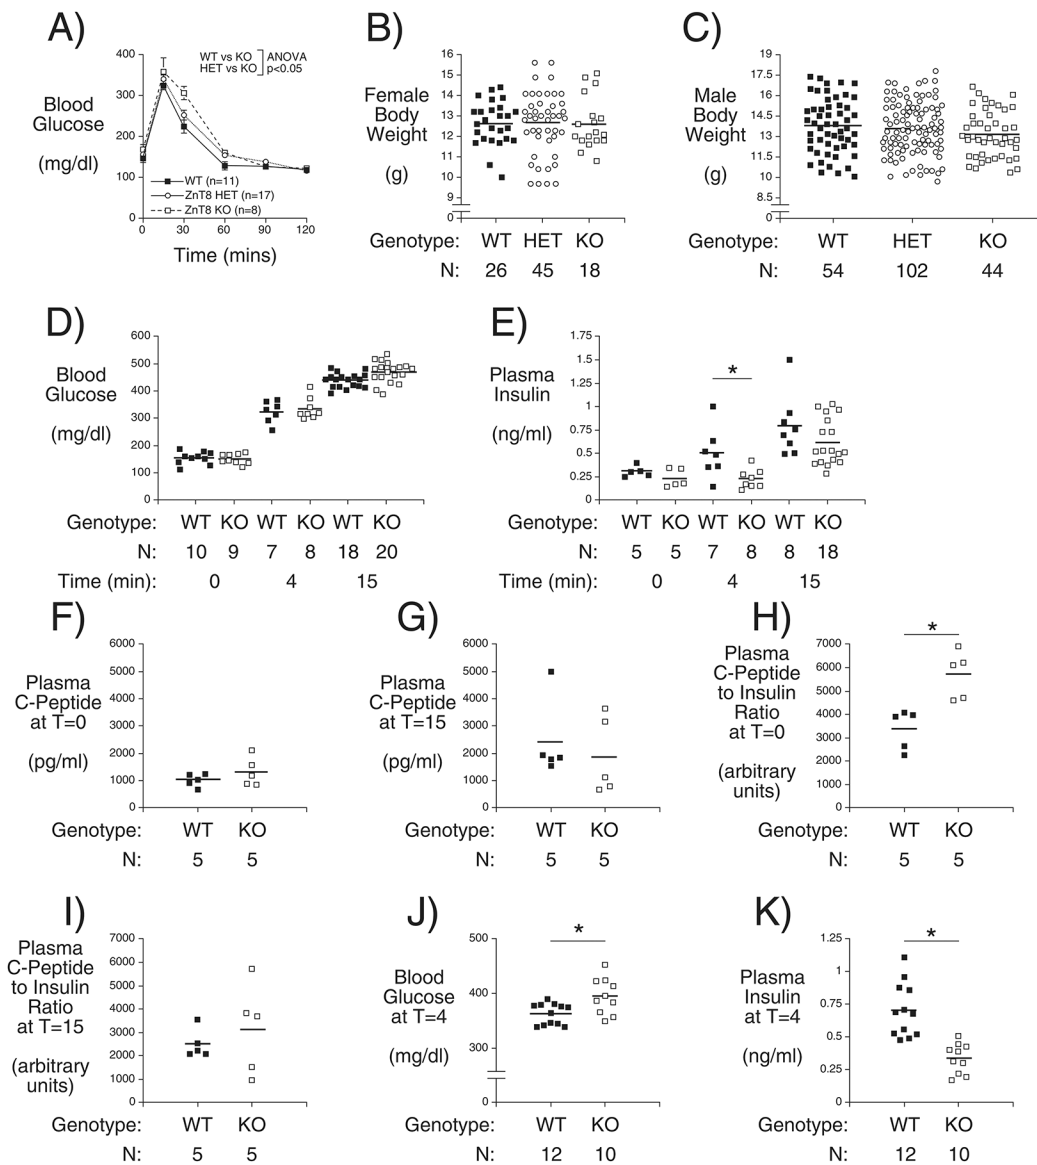 A)
400
300
200
100
0
Blood
Glucose
(mg/dl)
WT vs KO ANOVA
HET vs KO p<0.05
WT (n=11)
ZnT8 HET (n=17)
ZnT8 KO (n=8)
0 30 60 90 120
Time (mins)
B)
Female
Body
Weight
(g)
16
15
14
13
12
11
10
9
0
Genotype: WT HET KO
N: 26 45 18
C)
Male
Body
Weight
(g)
19
17.5
16
14.5
13
11.5
10
8.5
0
Genotype: WT HET KO
N: 54 102 44
D)
Blood
Glucose
(mg/dl)
600
500
400
300
200
100
0
Genotype: WT KO WT KO WT KO
N: 10 9 7 8 18 20
Time (min): 0 4 15
E)
Plasma
Insulin
(ng/ml)
1.75
1.5
1.25
1
0.75
0.5
0.25
0
*
Genotype: WT KO WT KO WT KO
N: 5 5 7 8 8 18
Time (min): 0 4 15
F)
Plasma
C-Peptide
at T=0
(pg/ml)
6000
5000
4000
3000
2000
1000
0
Genotype: WT KO
N: 5 5
G)
Plasma
C-Peptide
at T=15
(pg/ml)
6000
5000
4000
3000
2000
1000
0
Genotype: WT KO
N: 5 5
H)
Plasma
C-Peptide
to Insulin
Ratio
at T=0
(arbitrary
units)
7000
6000
5000
4000
3000
2000
1000
0
*
Genotype: WT KO
N: 5 5
I)
Plasma
C-Peptide
to Insulin
Ratio
at T=15
(arbitrary
units)
7000
6000
5000
4000
3000
2000
1000
0
Genotype: WT KO
N: 5 5
J)
Blood
Glucose
at T=4
(mg/dl)
500
400
300
0
*
Genotype: WT KO
N: 12 10
K)
Plasma
Insulin
at T=4
(ng/ml)
1.25
1
0.75
0.5
0.25
0
*
Genotype: WT KO
N: 12 10